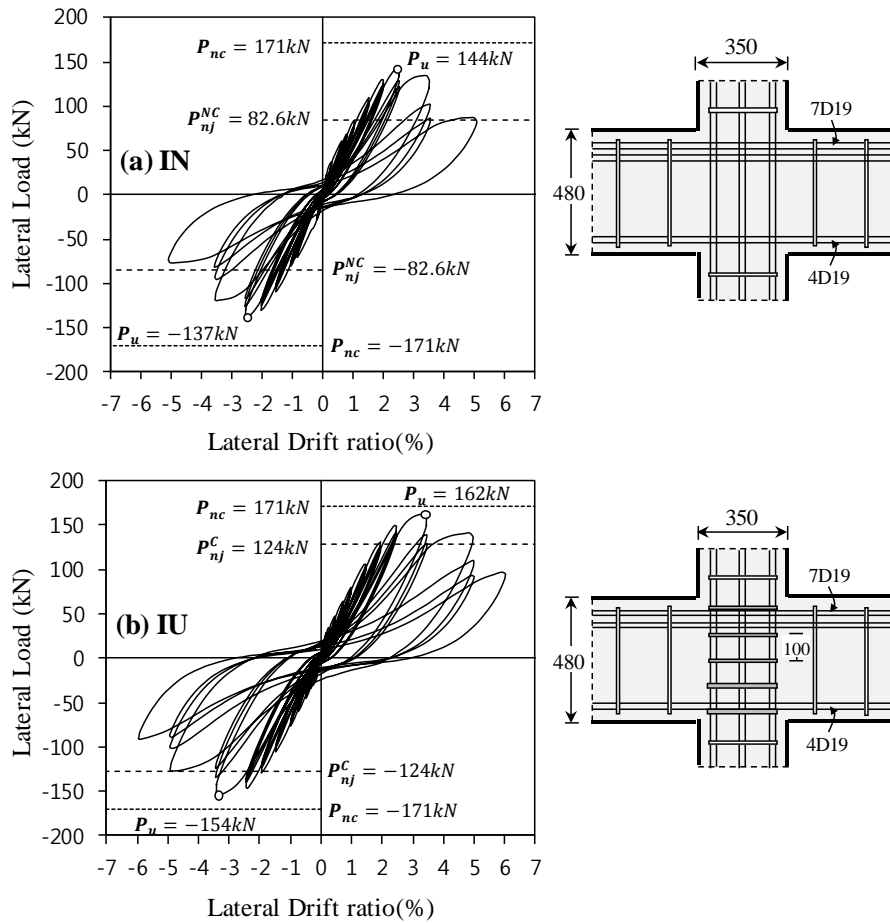 200
150
100
50
0
-50
-100
-150
-200
Lateral Load (kN)
P_nc = 171kN
P_u = 144kN
P_nj^NC = 82.6kN
(a) IN
P_nj^NC = −82.6kN
P_u = −137kN
P_nc = −171kN
-7 -6 -5 -4 -3 -2 -1 0 1 2 3 4 5 6 7
Lateral Drift ratio(%)
350
7D19
480
4D19
200
150
100
50
0
-50
-100
-150
-200
Lateral Load (kN)
P_nc = 171kN
P_u = 162kN
P_nj^C = 124kN
(b) IU
P_nj^C = −124kN
P_nc = −171kN
P_u = −154kN
-7 -6 -5 -4 -3 -2 -1 0 1 2 3 4 5 6 7
Lateral Drift ratio(%)
350
7D19
480
100
4D19